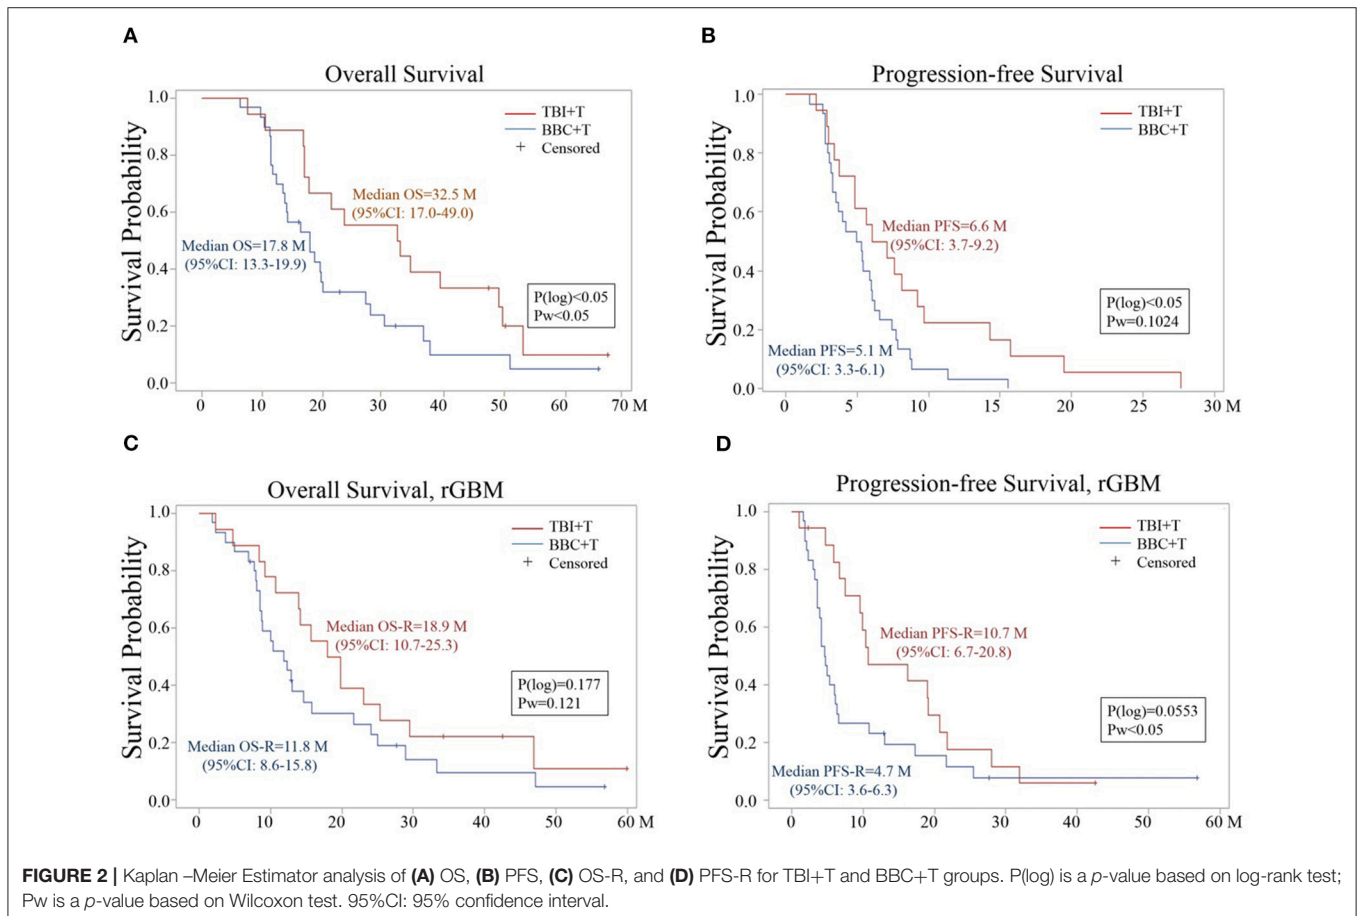 A
Overall Survival
Survival Probability
1.0
0.8
0.6
0.4
0.2
0.0
TBI+T
BBC+T
+ Censored
Median OS=32.5 M
(95%CI: 17.0-49.0)
Median OS=17.8 M
(95%CI: 13.3-19.9)
P(log)<0.05
Pw<0.05
0 10 20 30 40 50 60 70 M
B
Progression-free Survival
Survival Probability
1.0
0.8
0.6
0.4
0.2
0.0
TBI+T
BBC+T
Median PFS=6.6 M
(95%CI: 3.7-9.2)
P(log)<0.05
Pw=0.1024
Median PFS=5.1 M
(95%CI: 3.3-6.1)
0 5 10 15 20 25 30 M
C
Overall Survival, rGBM
Survival Probability
1.0
0.8
0.6
0.4
0.2
0.0
TBI+T
BBC+T
+ Censored
Median OS-R=18.9 M
(95%CI: 10.7-25.3)
P(log)=0.177
Pw=0.121
Median OS-R=11.8 M
(95%CI: 8.6-15.8)
0 10 20 30 40 50 60 M
D
Progression-free Survival, rGBM
Survival Probability
1.0
0.8
0.6
0.4
0.2
0.0
TBI+T
BBC+T
+ Censored
Median PFS-R=10.7 M
(95%CI: 6.7-20.8)
P(log)=0.0553
Pw<0.05
Median PFS-R=4.7 M
(95%CI: 3.6-6.3)
0 10 20 30 40 50 60 M
FIGURE 2 | Kaplan –Meier Estimator analysis of (A) OS, (B) PFS, (C) OS-R, and (D) PFS-R for TBI+T and BBC+T groups. P(log) is a p-value based on log-rank test;
Pw is a p-value based on Wilcoxon test. 95%CI: 95% confidence interval.